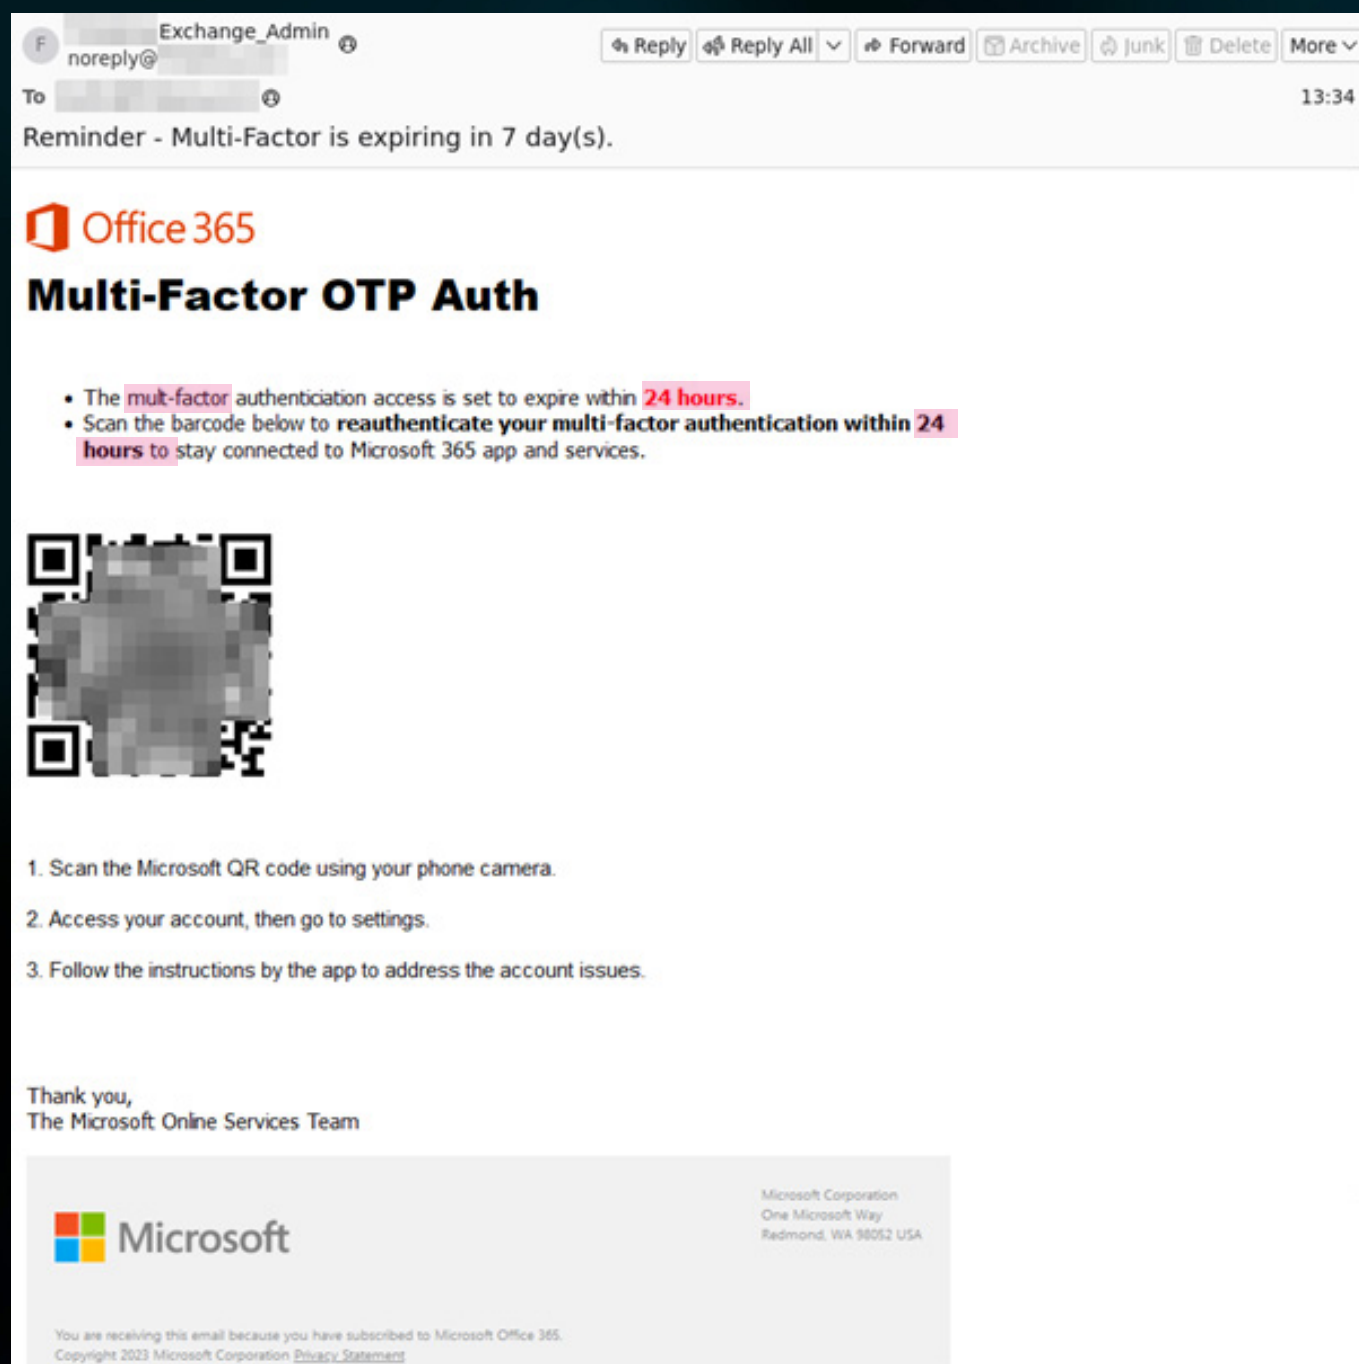 F
Exchange_Admin
noreply@
Reply Reply All Forward Archive Junk Delete More
To
13:34
Reminder - Multi-Factor is expiring in 7 day(s).
Office 365
Multi-Factor OTP Auth
• The mult-factor authenticiation access is set to expire within 24 hours.
• Scan the barcode below to reauthenticate your multi-factor authentication within 24
hours to stay connected to Microsoft 365 app and services.
1. Scan the Microsoft QR code using your phone camera.
2. Access your account, then go to settings.
3. Follow the instructions by the app to address the account issues.
Thank you,
The Microsoft Online Services Team
Microsoft Corporation
One Microsoft Way
Redmond, WA 98052 USA
Microsoft
You are receiving this email because you have subscribed to Microsoft Office 365.
Copyright 2023 Microsoft Corporation Privacy Statement